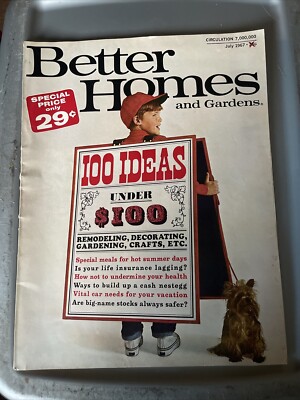 CIRCULATION 7,000,000
July 1967
Better
Homes
and Gardens®
SPECIAL
PRICE
only
29¢
100 IDEAS
UNDER
$100
REMODELING, DECORATING,
GARDENING, CRAFTS, ETC.
Special meals for hot summer days
Is your life insurance lagging?
How not to undermine your health
Ways to build up a cash nestegg
Vital car needs for your vacation
Are big-name stocks always safer?